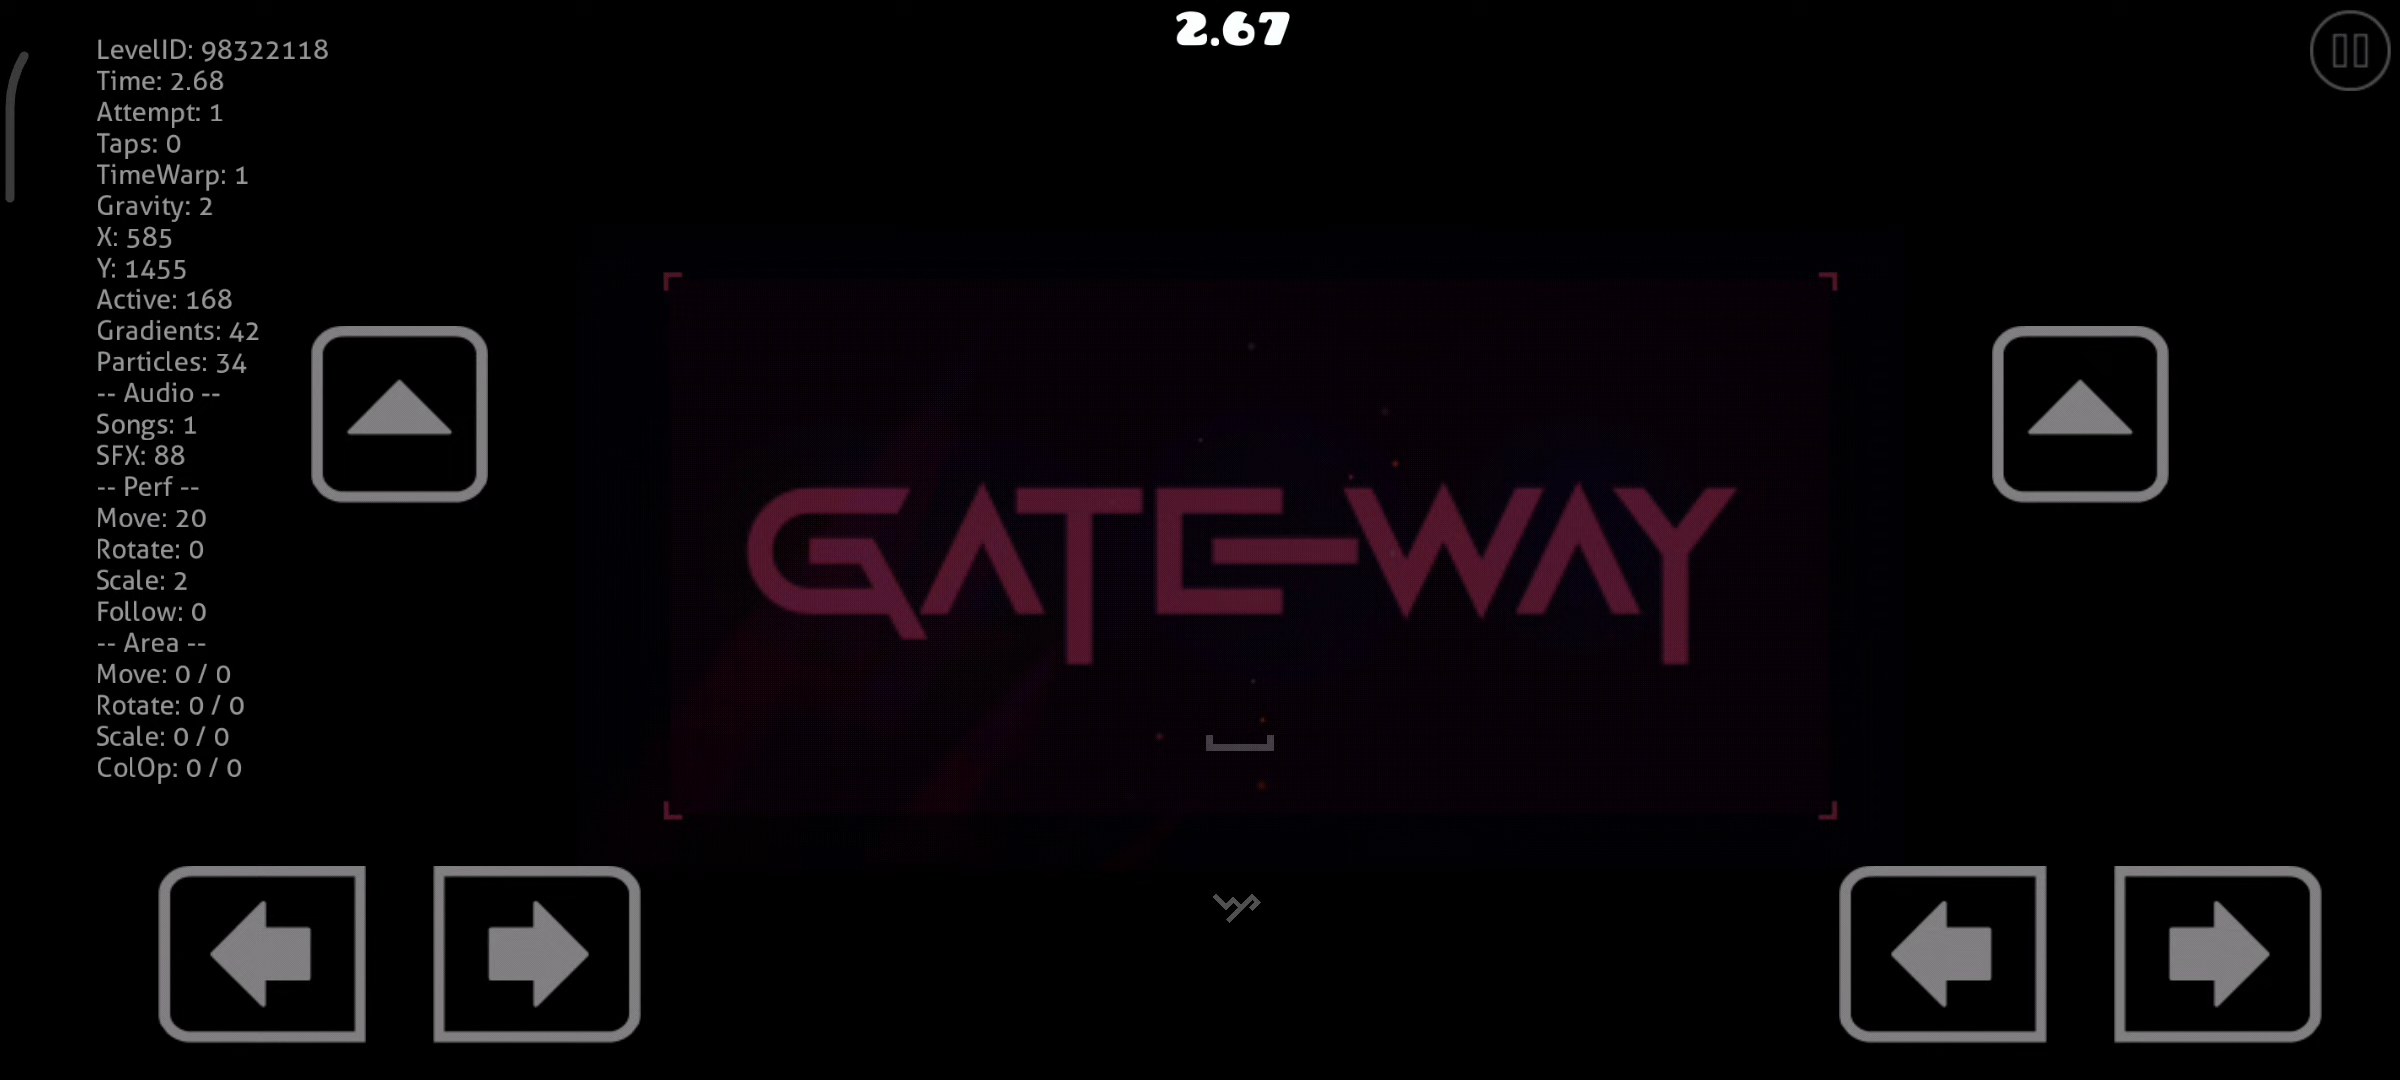 2.67
LevelID: 98322118
Time: 2.68
Attempt: 1
Taps: 0
TimeWarp: 1
Gravity: 2
X: 585
Y: 1455
Active: 168
Gradients: 42
Particles: 34
-- Audio --
Songs: 1
SFX: 88
-- Perf --
Move: 20
Rotate: 0
Scale: 2
Follow: 0
-- Area --
Move: 0 / 0
Rotate: 0 / 0
Scale: 0 / 0
ColOp: 0 / 0
GATEWAY